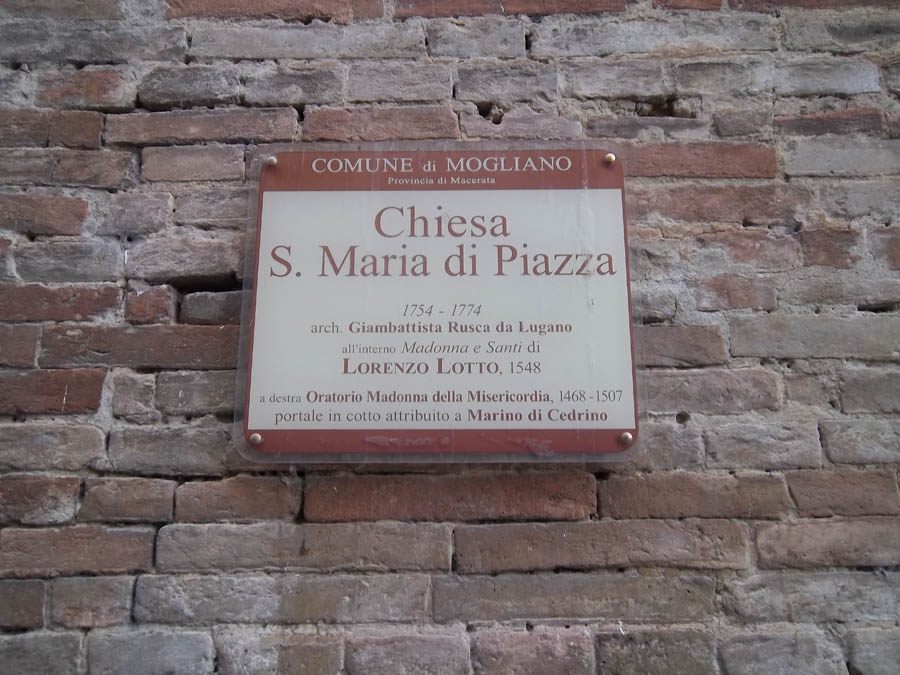 COMUNE di MOGLIANO
Provincia di Macerata
Chiesa
S. Maria di Piazza
1754 - 1774
arch. Giambattista Rusca da Lugano
all'interno Madonna e Santi di
LORENZO LOTTO, 1548
a destra Oratorio Madonna della Misericordia, 1468 - 1507
portale in cotto attribuito a Marino di Cedrino